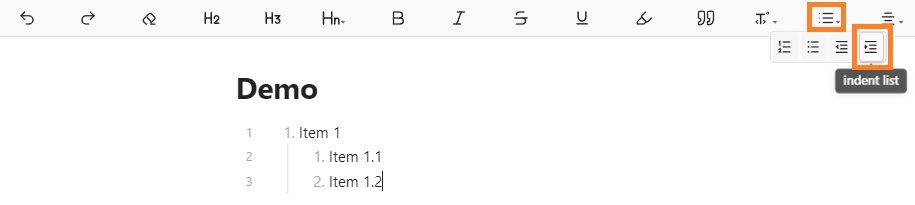 H2 H3 Hn B I S U T
indent list
Demo
1 1. Item 1
2 1. Item 1.1
3 2. Item 1.2